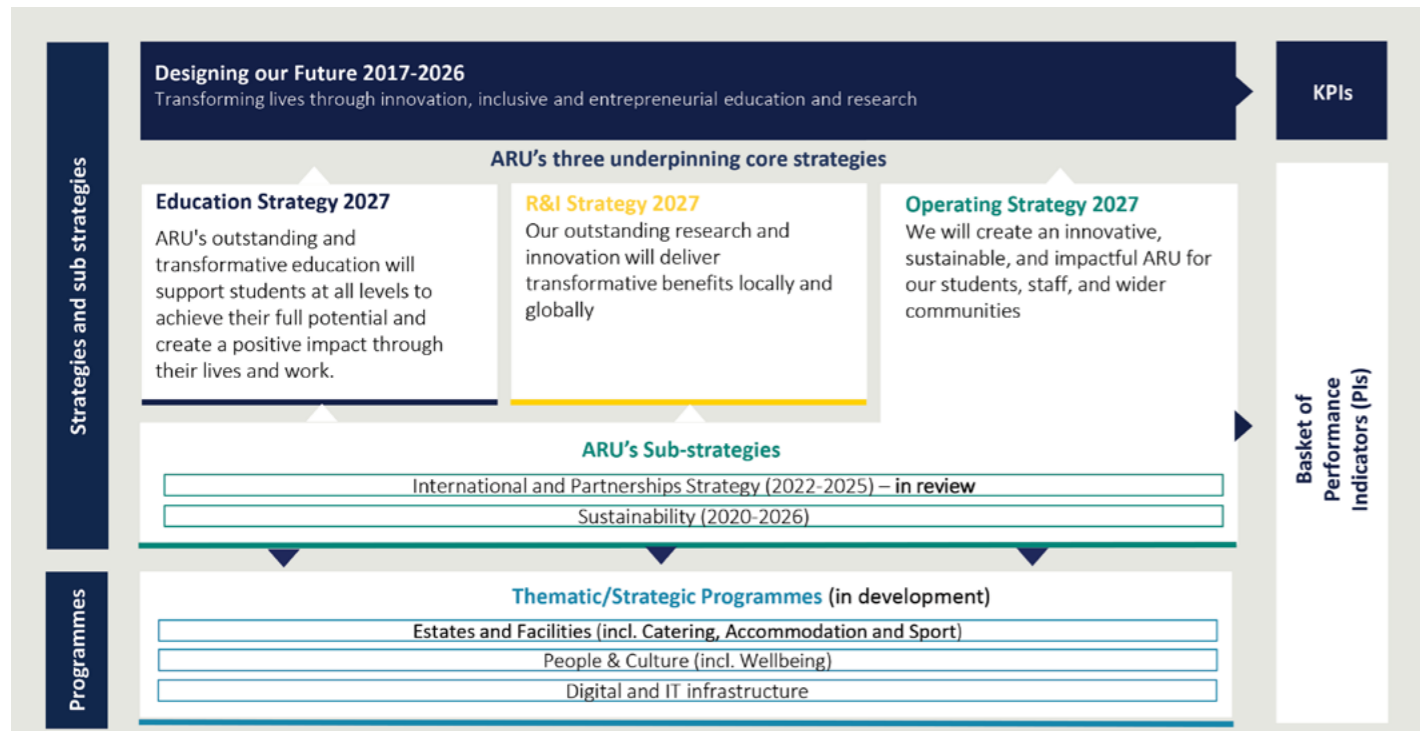 Strategies and sub strategies
Designing our Future 2017-2026
Transforming lives through innovation, inclusive and entrepreneurial education and research
KPIs
ARU’s three underpinning core strategies
Education Strategy 2027
ARU's outstanding and
transformative education will
support students at all levels to
achieve their full potential and
create a positive impact through
their lives and work.
R&I Strategy 2027
Our outstanding research and
innovation will deliver
transformative benefits locally and
globally
Operating Strategy 2027
We will create an innovative,
sustainable, and impactful ARU for
our students, staff, and wider
communities
ARU’s Sub-strategies
International and Partnerships Strategy (2022-2025) – in review
Sustainability (2020-2026)
Basket of
Performance
Indicators (PIs)
Programmes
Thematic/Strategic Programmes (in development)
Estates and Facilities (incl. Catering, Accommodation and Sport)
People & Culture (incl. Wellbeing)
Digital and IT infrastructure